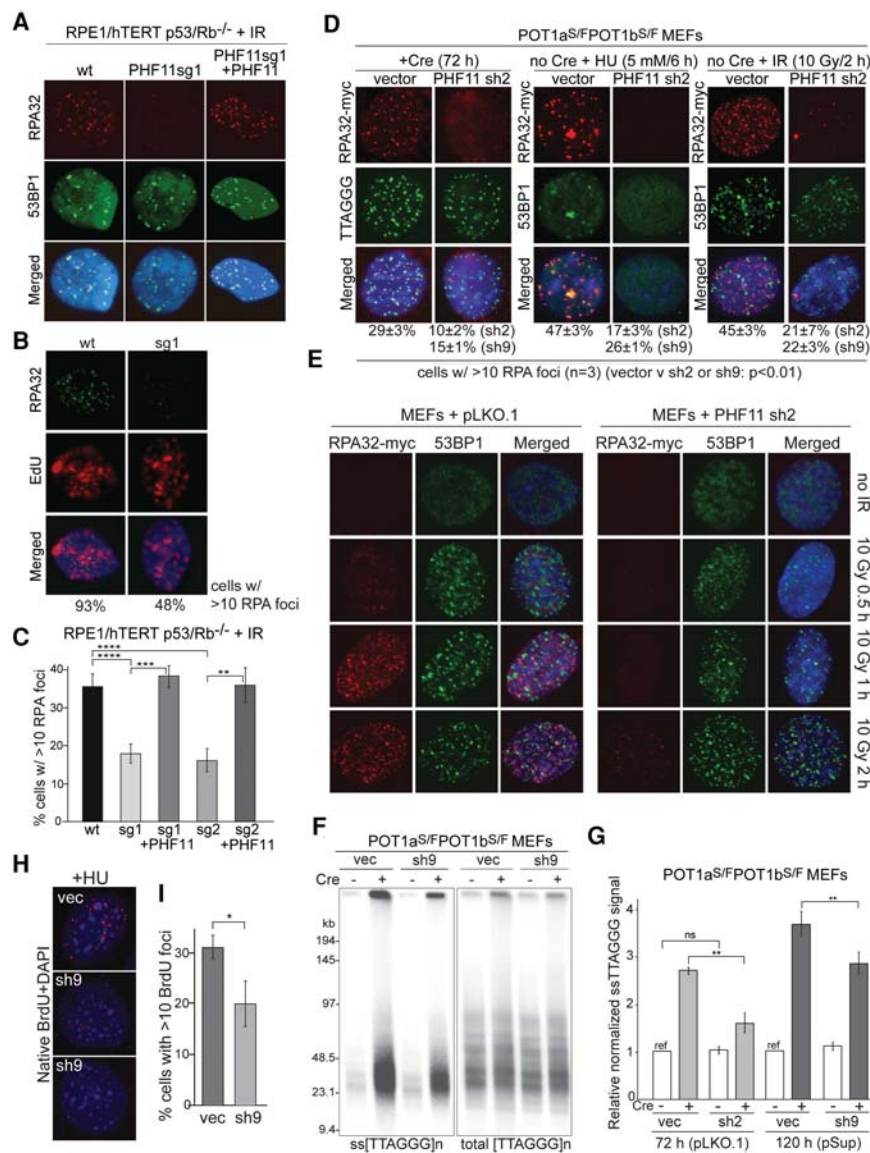 A
RPE1/hTERT p53/Rb-/- + IR
wt
PHF11sg1
PHF11sg1
+PHF11
RPA32
53BP1
Merged
B
wt
sg1
RPA32
EdU
Merged
cells w/
>10 RPA foci
93%
48%
C
RPE1/hTERT p53/Rb-/- + IR
% cells w/ >10 RPA foci
40
30
20
10
0
****
****
***
**
wt
sg1
sg1
+PHF11
sg2
sg2
+PHF11
D
POT1aS/FPOT1bS/F MEFs
+Cre (72 h)
no Cre + HU (5 mM/6 h)
no Cre + IR (10 Gy/2 h)
vector
PHF11 sh2
vector
PHF11 sh2
vector
PHF11 sh2
RPA32-myc
RPA32-myc
RPA32-myc
TTAGGG
53BP1
53BP1
Merged
Merged
Merged
29±3%
10±2% (sh2)
15±1% (sh9)
47±3%
17±3% (sh2)
26±1% (sh9)
45±3%
21±7% (sh2)
22±3% (sh9)
cells w/ >10 RPA foci (n=3) (vector v sh2 or sh9: p<0.01)
E
MEFs + pLKO.1
MEFs + PHF11 sh2
RPA32-myc
53BP1
Merged
RPA32-myc
53BP1
Merged
no IR
10 Gy 0.5 h
10 Gy 1 h
10 Gy 2 h
F
POT1aS/FPOT1bS/F MEFs
vec
sh9
vec
sh9
Cre
-
+
-
+
-
+
-
+
kb
194
145
97
48.5
23.1
9.4
ss[TTAGGG]n
total [TTAGGG]n
G
POT1aS/FPOT1bS/F MEFs
Relative normalized ssTTAGGG signal
4
2
0
ns
**
**
ref
ref
Cre
-
+
-
+
-
+
-
+
vec
sh2
vec
sh9
72 h (pLKO.1)
120 h (pSup)
H
+HU
vec
sh9
sh9
Native BrdU+DAPI
I
% cells with >10 BrdU foci
30
20
10
0
*
vec
sh9